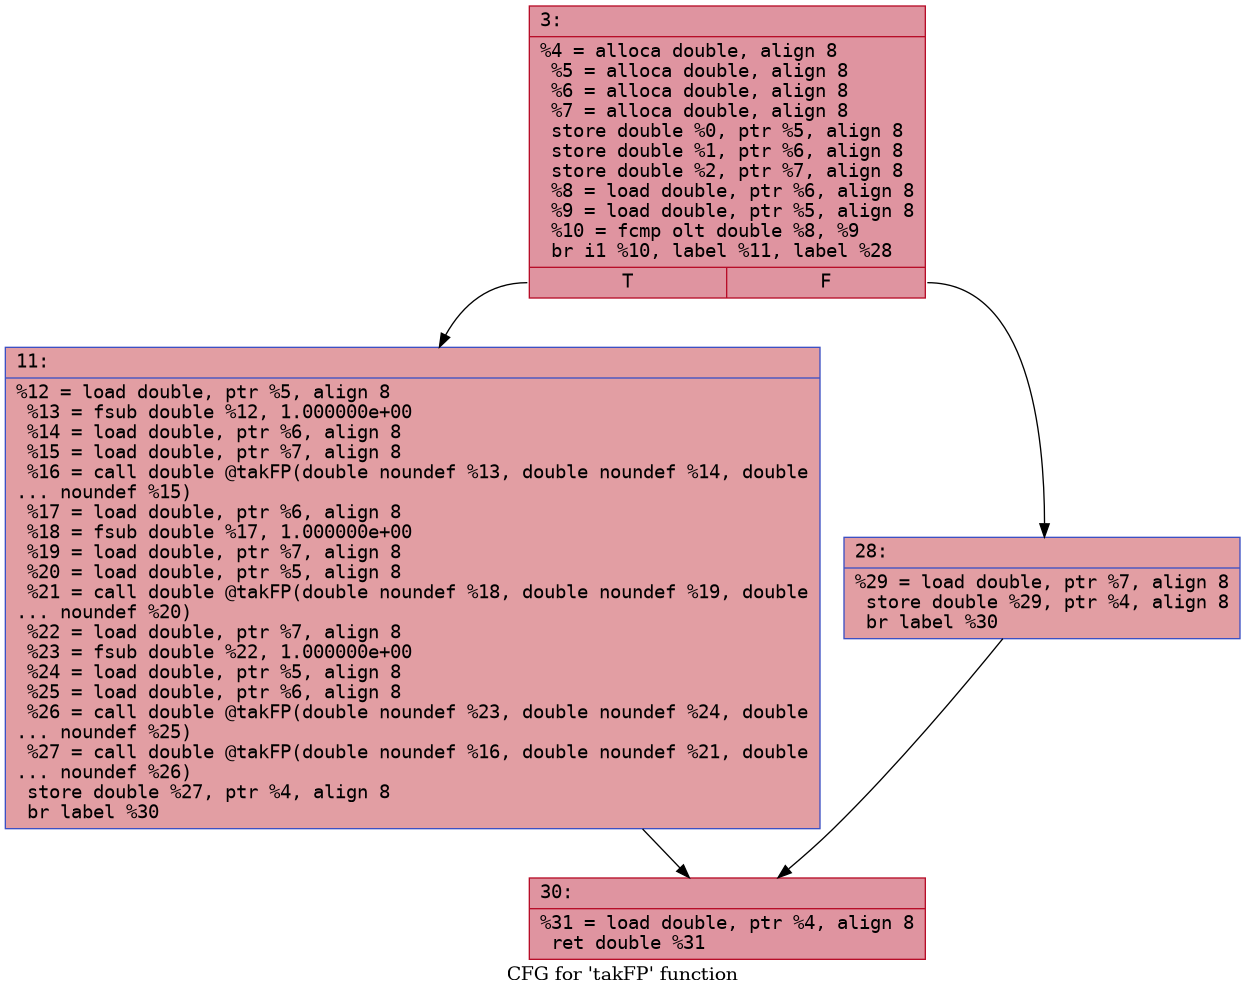 3:
%4 = alloca double, align 8
%5 = alloca double, align 8
%6 = alloca double, align 8
%7 = alloca double, align 8
store double %0, ptr %5, align 8
store double %1, ptr %6, align 8
store double %2, ptr %7, align 8
%8 = load double, ptr %6, align 8
%9 = load double, ptr %5, align 8
%10 = fcmp olt double %8, %9
br i1 %10, label %11, label %28
T F
11:
%12 = load double, ptr %5, align 8
%13 = fsub double %12, 1.000000e+00
%14 = load double, ptr %6, align 8
%15 = load double, ptr %7, align 8
%16 = call double @takFP(double noundef %13, double noundef %14, double
... noundef %15)
%17 = load double, ptr %6, align 8
%18 = fsub double %17, 1.000000e+00
%19 = load double, ptr %7, align 8
%20 = load double, ptr %5, align 8
%21 = call double @takFP(double noundef %18, double noundef %19, double
... noundef %20)
%22 = load double, ptr %7, align 8
%23 = fsub double %22, 1.000000e+00
%24 = load double, ptr %5, align 8
%25 = load double, ptr %6, align 8
%26 = call double @takFP(double noundef %23, double noundef %24, double
... noundef %25)
%27 = call double @takFP(double noundef %16, double noundef %21, double
... noundef %26)
store double %27, ptr %4, align 8
br label %30
28:
%29 = load double, ptr %7, align 8
store double %29, ptr %4, align 8
br label %30
30:
%31 = load double, ptr %4, align 8
ret double %31
CFG for 'takFP' function